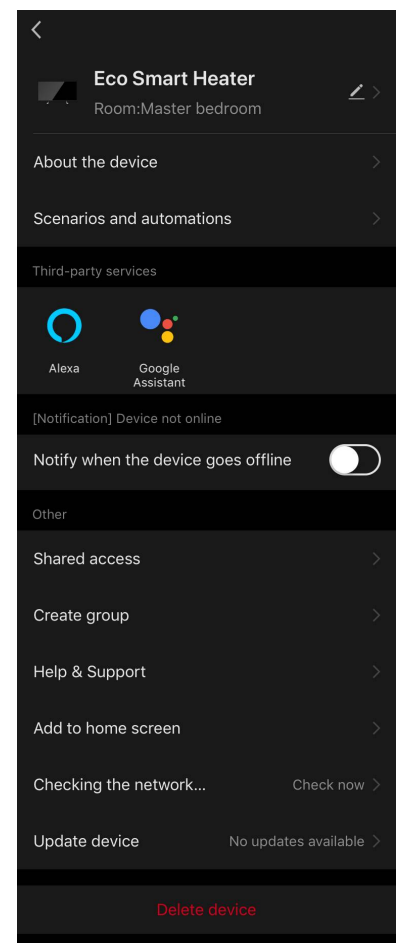 Eco Smart Heater
Room:Master bedroom
About the device
Scenarios and automations
Third-party services
Alexa
Google
Assistant
[Notification] Device not online
Notify when the device goes offline
Other
Shared access
Create group
Help & Support
Add to home screen
Checking the network... Check now
Update device No updates available
Delete device